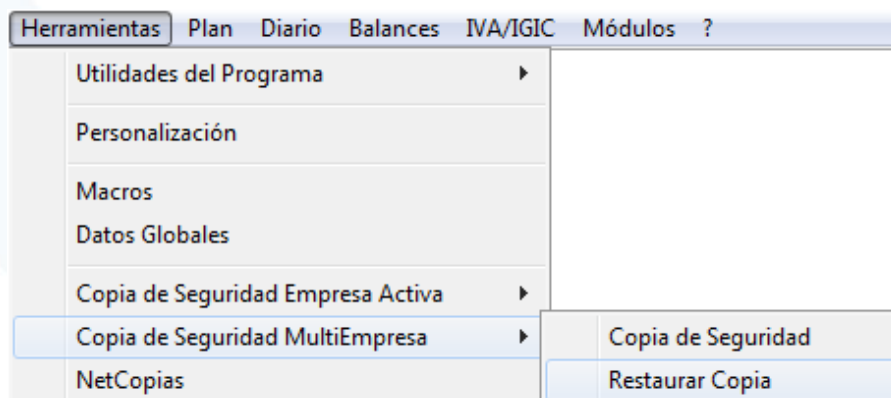 Herramientas Plan Diario Balances IVA/IGIC Módulos ?
Utilidades del Programa
Personalización
Macros
Datos Globales
Copia de Seguridad Empresa Activa
Copia de Seguridad MultiEmpresa
Copia de Seguridad
NetCopias
Restaurar Copia